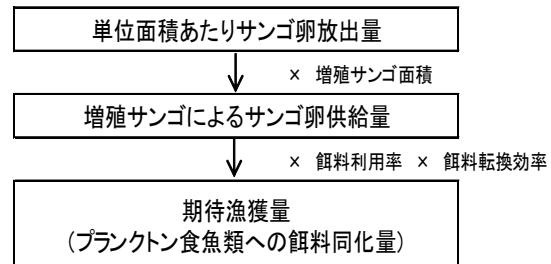 単位面積あたりサンゴ卵放出量
× 増殖サンゴ面積
増殖サンゴによるサンゴ卵供給量
× 餌料利用率 × 餌料転換効率
期待漁獲量
(プランクトン食魚類への餌料同化量)